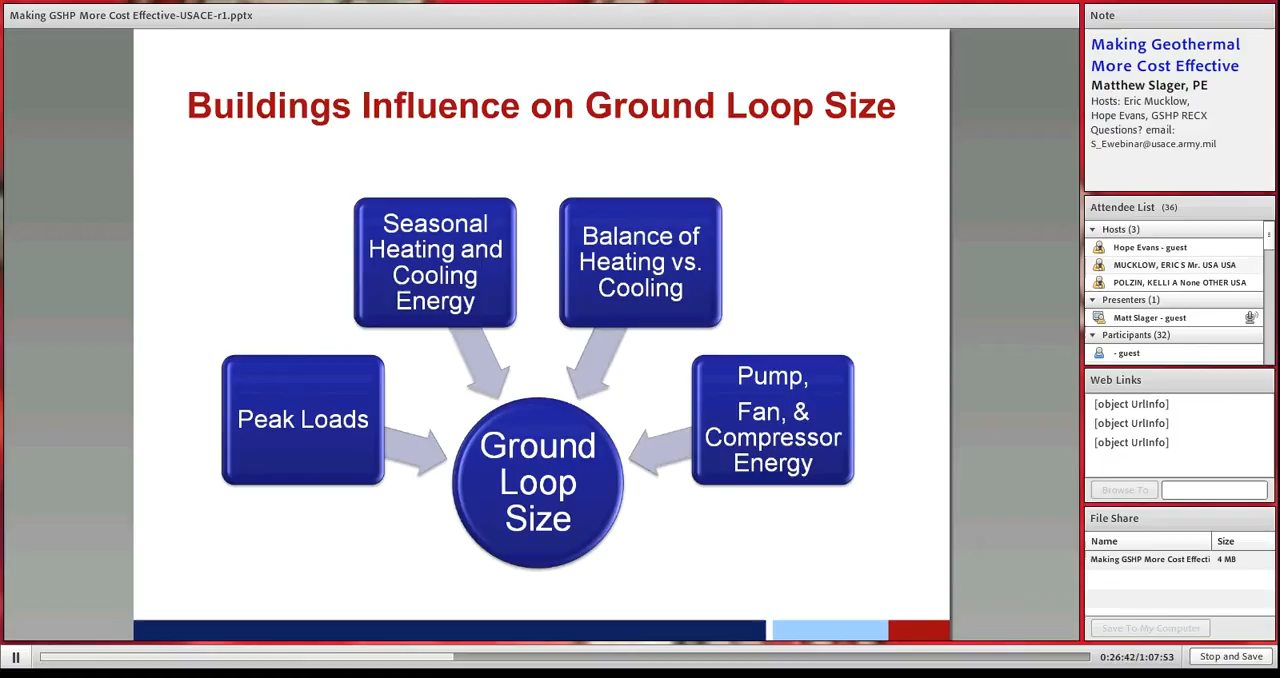 Making GSHP More Cost Effective-USACE-r1.pptx
Buildings Influence on Ground Loop Size
Seasonal
Heating and
Cooling
Energy
Balance of
Heating vs.
Cooling
Peak Loads
Pump,
Fan, &
Compressor
Energy
Ground
Loop
Size
Note
Making Geothermal
More Cost Effective
Matthew Slager, PE
Hosts: Eric Mucklow,
Hope Evans, GSHP RECX
Questions? email:
S_Ewebinar@usace.army.mil
Attendee List (36)
Hosts (3)
Hope Evans - guest
MUCKLOW, ERIC S Mr. USA USA
POLZIN, KELLI A None OTHER USA
Presenters (1)
Matt Slager - guest
Participants (32)
- guest
Web Links
[object UrlInfo]
[object UrlInfo]
[object UrlInfo]
Browse To
File Share
Name Size
Making GSHP More Cost Effecti 4 MB
Save To My Computer
0:26:42/1:07:53
Stop and Save